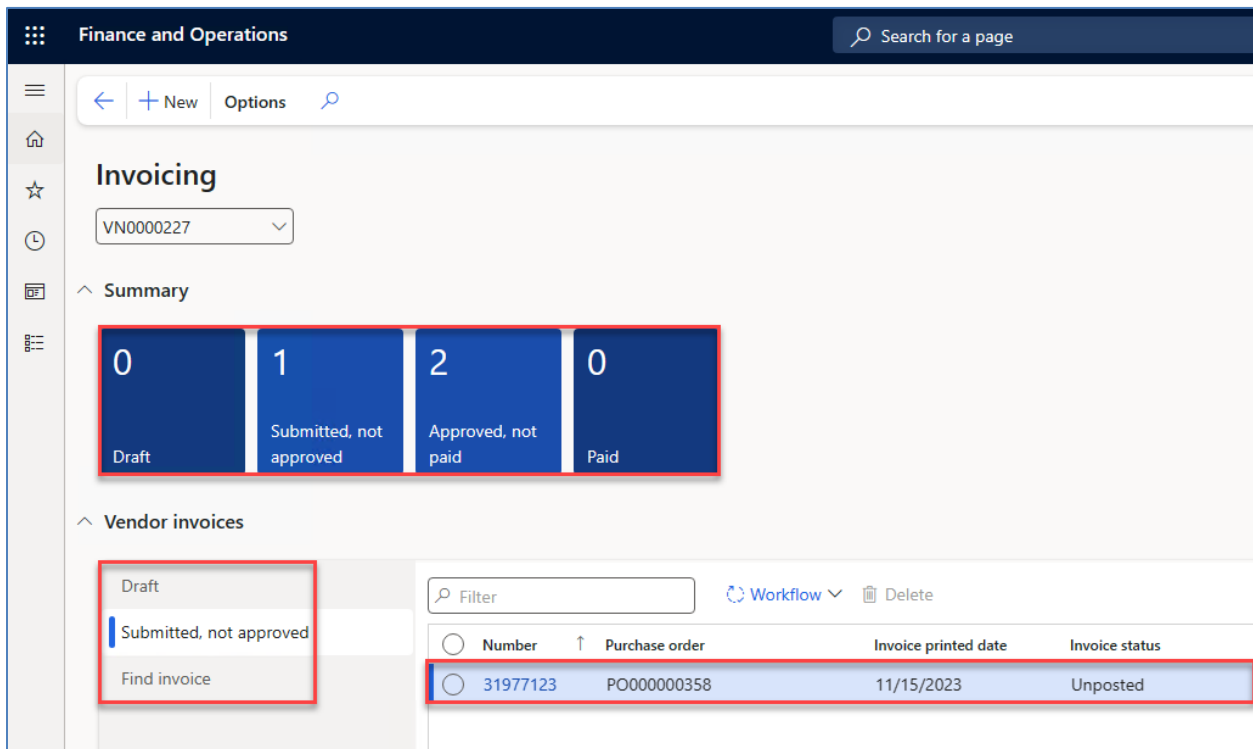 Finance and Operations
Search for a page
New
Options
Invoicing
VN0000227
Summary
0
Draft
1
Submitted, not
approved
2
Approved, not
paid
0
Paid
Vendor invoices
Draft
Submitted, not approved
Find invoice
Filter
Workflow
Delete
Number ↑ Purchase order Invoice printed date Invoice status
31977123 PO000000358 11/15/2023 Unposted